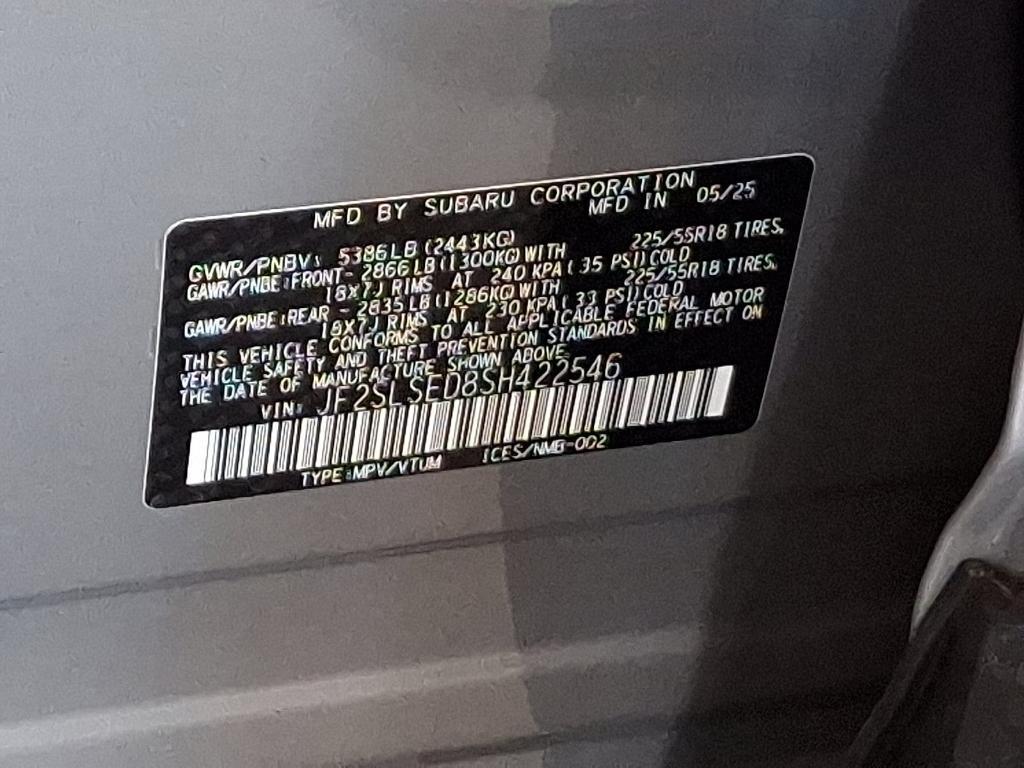 MFD BY SUBARU CORPORATION
MFD IN 05/25
GVWR/PNBV: 5386LB (2443KG)
GAWR/PNBE:FRONT- 2866LB(1300KG)WITH 225/55R18 TIRES,
18X7J RIMS AT 240 KPA( 35 PSI)COLD
GAWR/PNBE:REAR - 2835LB(1286KG)WITH 225/55R18 TIRES,
18X7J RIMS AT 230 KPA( 33 PSI)COLD
THIS VEHICLE CONFORMS TO ALL APPLICABLE FEDERAL MOTOR
VEHICLE SAFETY AND THEFT PREVENTION STANDARDS IN EFFECT ON
THE DATE OF MANUFACTURE SHOWN ABOVE.
VIN: JF2SLSED8SH422546
TYPE:MPV/VTUM ICES/NMB-002